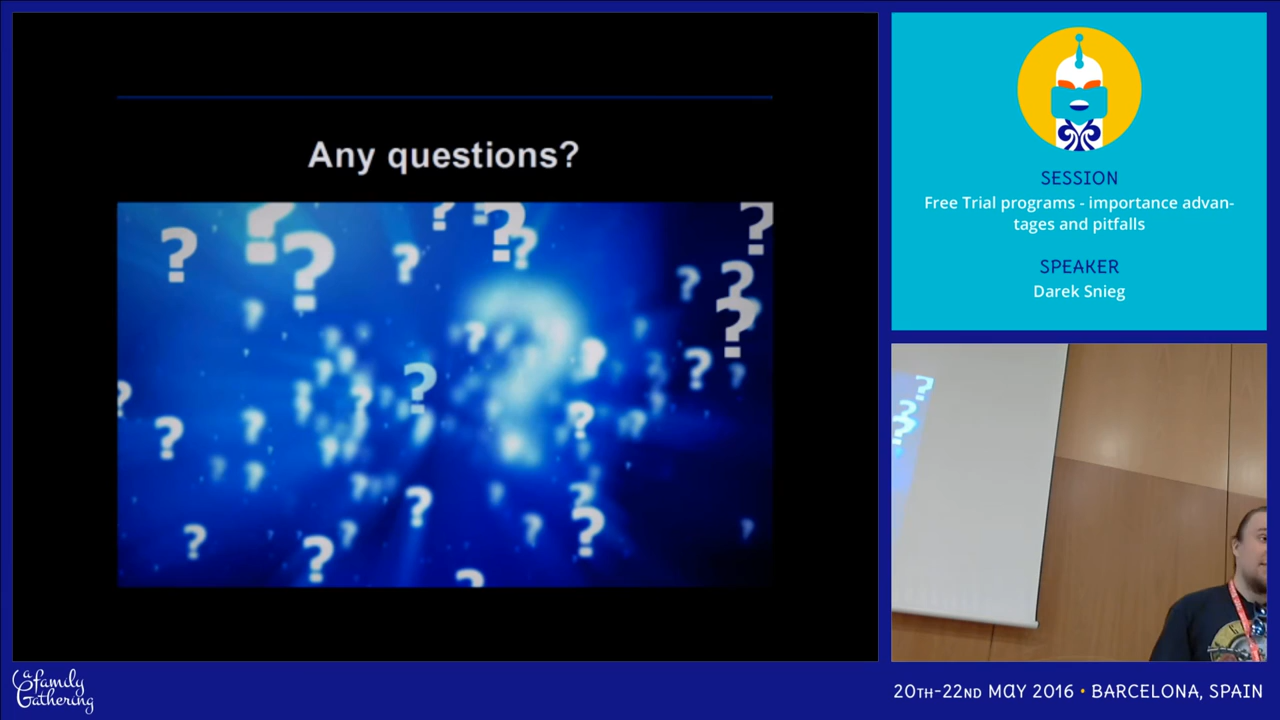 Any questions?
SESSION
Free Trial programs - importance advan-
tages and pitfalls
SPEAKER
Darek Snieg
a family
Gathering
20TH-22ND MAY 2016 • BARCELONA, SPAIN